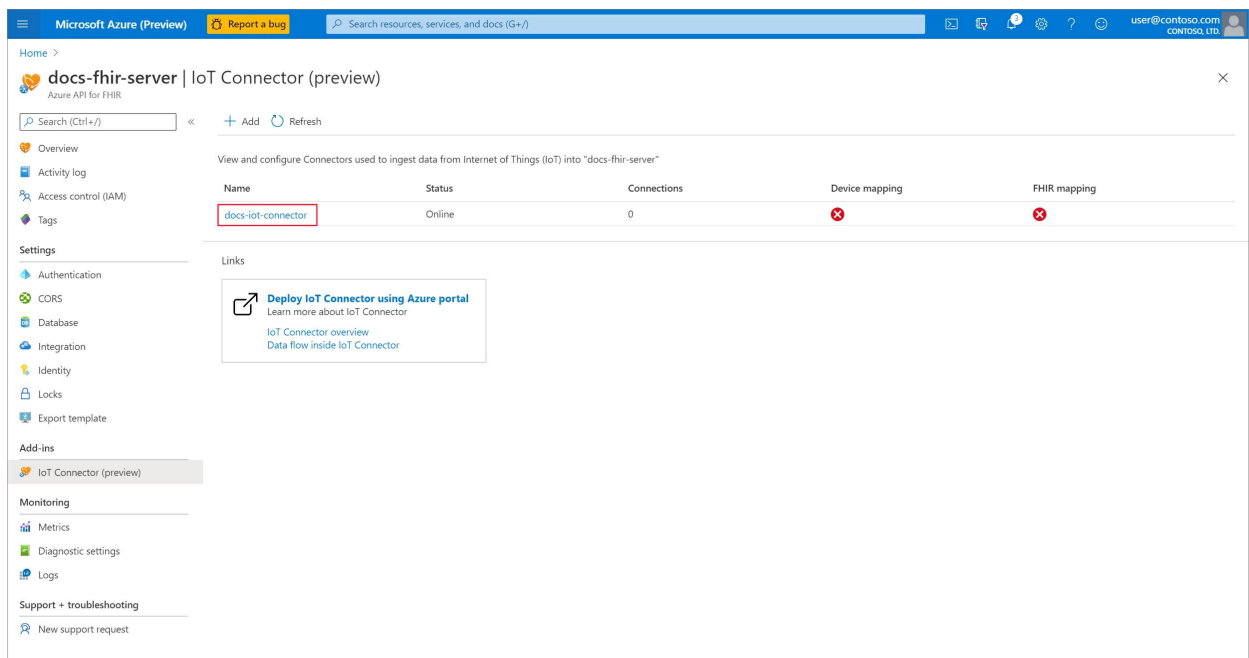 Microsoft Azure (Preview) Report a bug Search resources, services, and docs (G+/) 3 user@contoso.com
CONTOSO, LTD.
Home >
docs-fhir-server | IoT Connector (preview)
Azure API for FHIR
Search (Ctrl+/) « Add Refresh
Overview
Activity log
Access control (IAM)
Tags
Settings
Authentication
CORS
Database
Integration
Identity
Locks
Export template
Add-ins
IoT Connector (preview)
Monitoring
Metrics
Diagnostic settings
Logs
Support + troubleshooting
New support request
View and configure Connectors used to ingest data from Internet of Things (IoT) into "docs-fhir-server"
Name Status Connections Device mapping FHIR mapping
docs-iot-connector Online 0
Links
Deploy IoT Connector using Azure portal
Learn more about IoT Connector
IoT Connector overview
Data flow inside IoT Connector